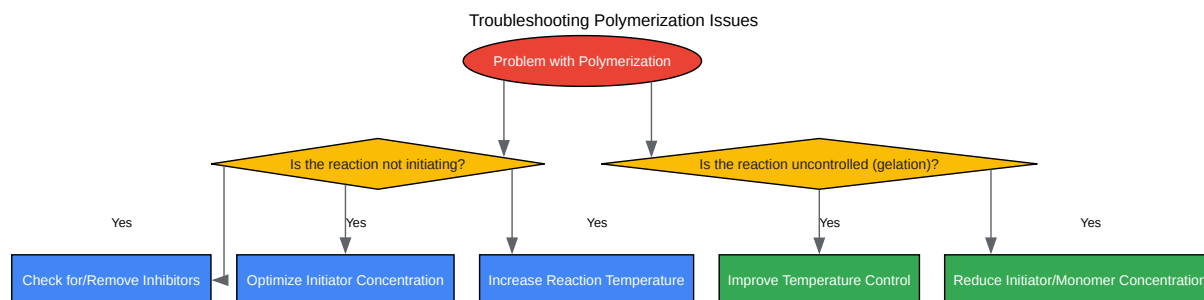 Troubleshooting Polymerization Issues
Problem with Polymerization
Is the reaction not initiating?
Is the reaction uncontrolled (gelation)?
Yes
Yes
Yes
Yes
Yes
Check for/Remove Inhibitors
Optimize Initiator Concentration
Increase Reaction Temperature
Improve Temperature Control
Reduce Initiator/Monomer Concentration